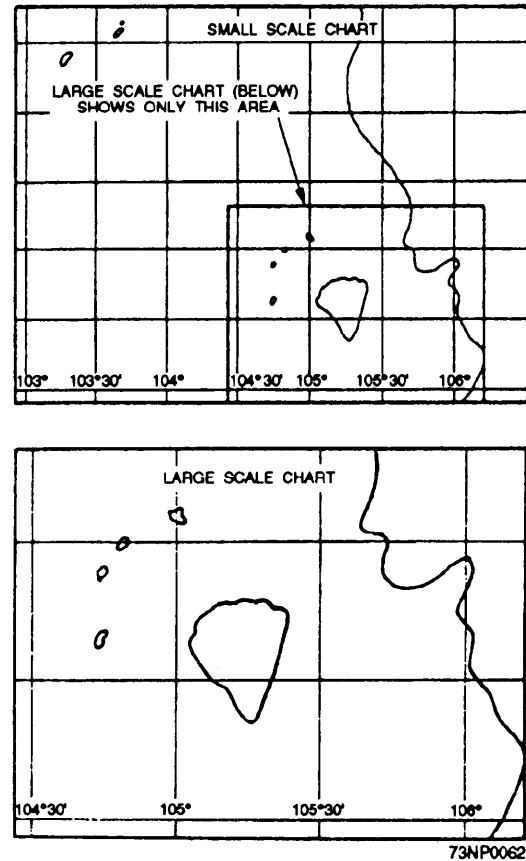 SMALL SCALE CHART
LARGE SCALE CHART (BELOW)
SHOWS ONLY THIS AREA
103° 103°30' 104° 104°30' 105° 105°30' 106°
LARGE SCALE CHART
104°30' 105° 105°30' 106°
73NP0062